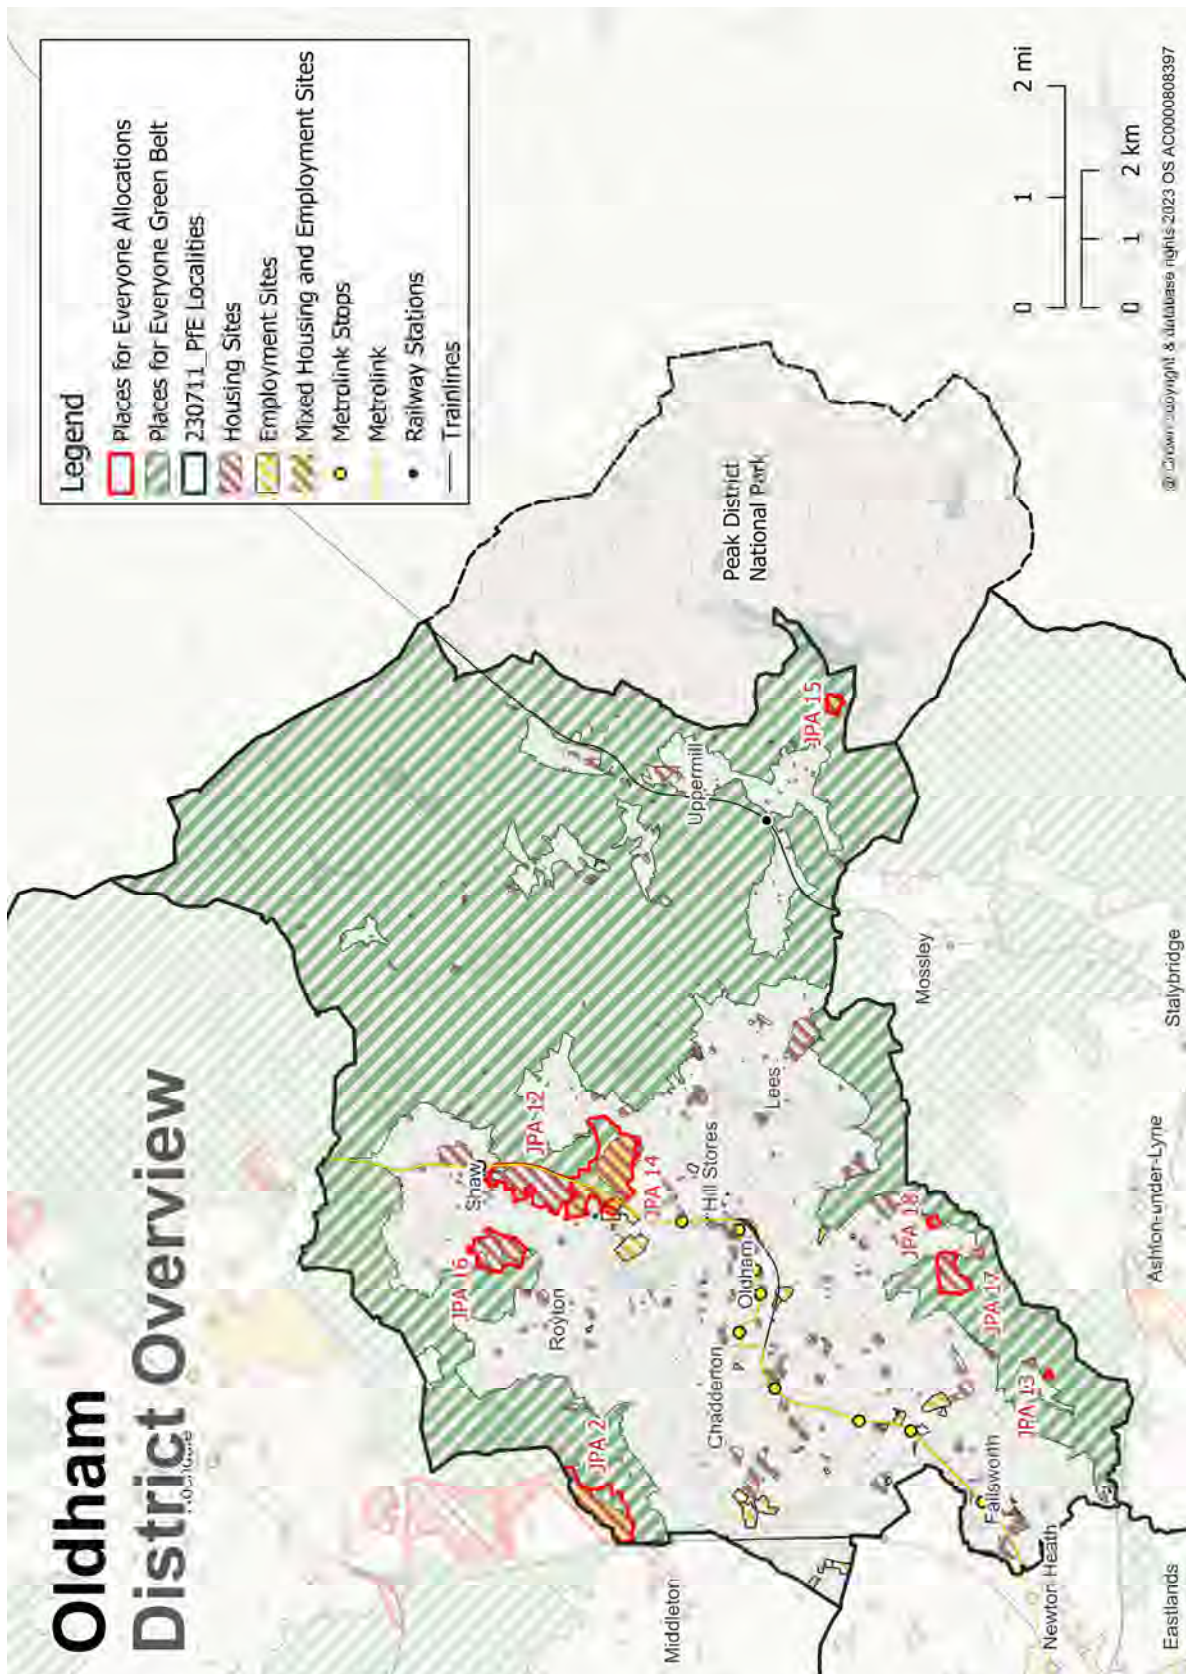 Oldham
District Overview
Legend
Places for Everyone Allocations
Places for Everyone Green Belt
230711_PfE Localities
Housing Sites
Employment Sites
Mixed Housing and Employment Sites
Metrolink Stops
Metrolink
Railway Stations
Trainlines
JPA 2
JPA 16
Shaw
JPA 12
Royton
JPA 14
Middleton
Chadderton
Oldham
Hill Stores
Lees
Uppermill
Peak District
National Park
JPA 15
Failsworth
JPA 13
JPA 17
JPA 18
Mossley
Newton Heath
Eastlands
Ashton-under-Lyne
Stalybridge
0 1 2 mi
0 1 2 km
@ Crown copyright & database rights 2023 OS AC0000808397